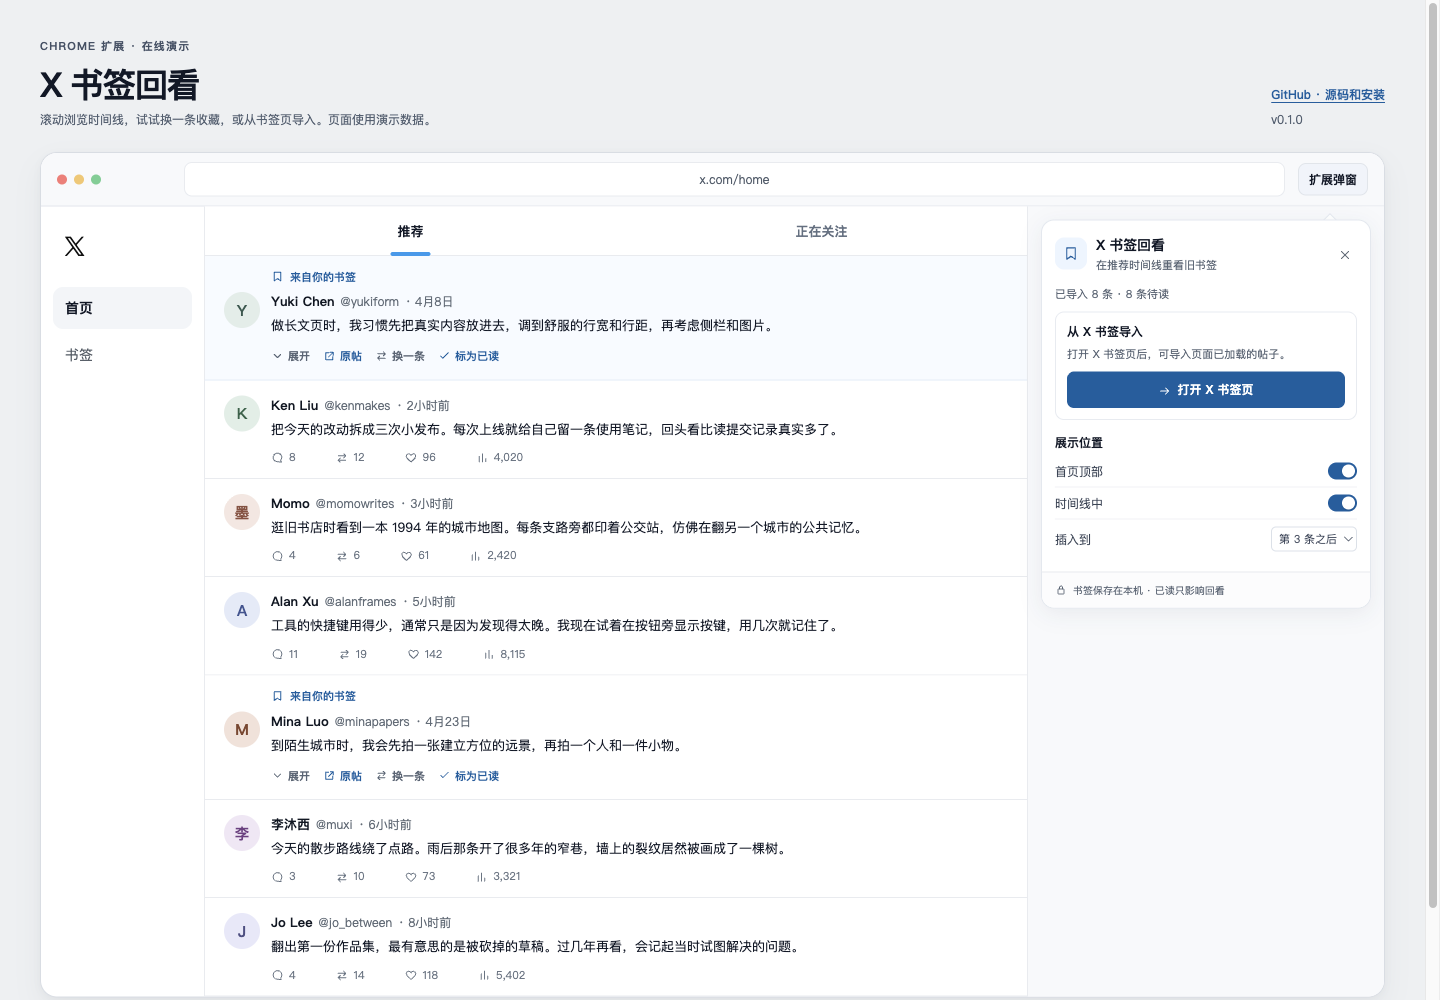 CHROME 扩展 · 在线演示
X 书签回看
滚动浏览时间线，试试换一条收藏，或从书签页导入。页面使用演示数据。
GitHub · 源码和安装
v0.1.0
x.com/home
扩展弹窗
首页
书签
推荐
正在关注
来自你的书签
Y
Yuki Chen @yukiform · 4月8日
做长文页时，我习惯先把真实内容放进去，调到舒服的行宽和行距，再考虑侧栏和图片。
展开 原帖 换一条 标为已读
K
Ken Liu @kenmakes · 2小时前
把今天的改动拆成三次小发布。每次上线就给自己留一条使用笔记，回头看比读提交记录真实多了。
8 12 96 4,020
墨
Momo @momowrites · 3小时前
逛旧书店时看到一本 1994 年的城市地图。每条支路旁都印着公交站，仿佛在翻另一个城市的公共记忆。
4 6 61 2,420
A
Alan Xu @alanframes · 5小时前
工具的快捷键用得少，通常只是因为发现得太晚。我现在试着在按钮旁显示按键，用几次就记住了。
11 19 142 8,115
来自你的书签
M
Mina Luo @minapapers · 4月23日
到陌生城市时，我会先拍一张建立方位的远景，再拍一个人和一件小物。
展开 原帖 换一条 标为已读
李
李沐西 @muxi · 6小时前
今天的散步路线绕了点路。雨后那条开了很多年的窄巷，墙上的裂纹居然被画成了一棵树。
3 10 73 3,321
J
Jo Lee @jo_between · 8小时前
翻出第一份作品集，最有意思的是被砍掉的草稿。过几年再看，会记起当时试图解决的问题。
4 14 118 5,402
X 书签回看
在推荐时间线重看旧书签
已导入 8 条 · 8 条待读
从 X 书签导入
打开 X 书签页后，可导入页面已加载的帖子。
→ 打开 X 书签页
展示位置
首页顶部
时间线中
插入到
第 3 条之后
书签保存在本机 · 已读只影响回看